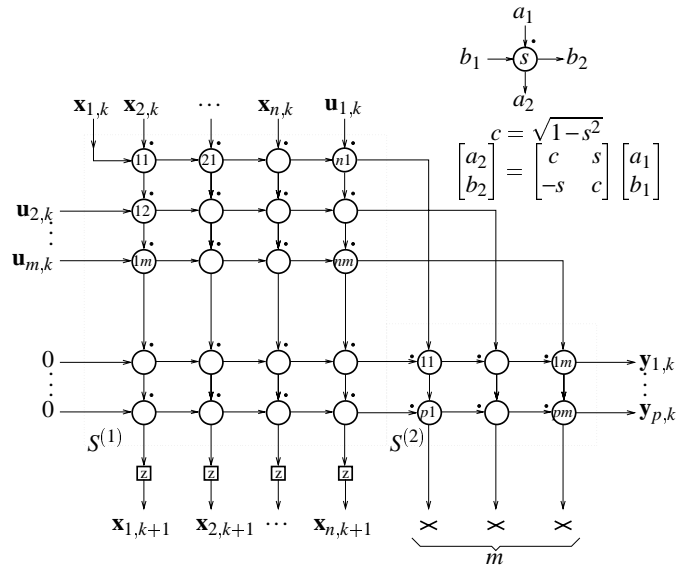 a₁
b₁ s b₂
a₂
x₁,ₖ x₂,ₖ ⋯ xₙ,ₖ u₁,ₖ
c = √1−s²
[a₂ b₂] = [c s −s c] [a₁ b₁]
11 21 n1
u₂,ₖ 12
⋮
uₘ,ₖ 1m nm
0 11 1m y₁,ₖ
⋮ ⋮
0 p1 pm yₚ,ₖ
S⁽¹⁾ S⁽²⁾
z z z z
x₁,ₖ₊₁ x₂,ₖ₊₁ ⋯ xₙ,ₖ₊₁ × × ×
m